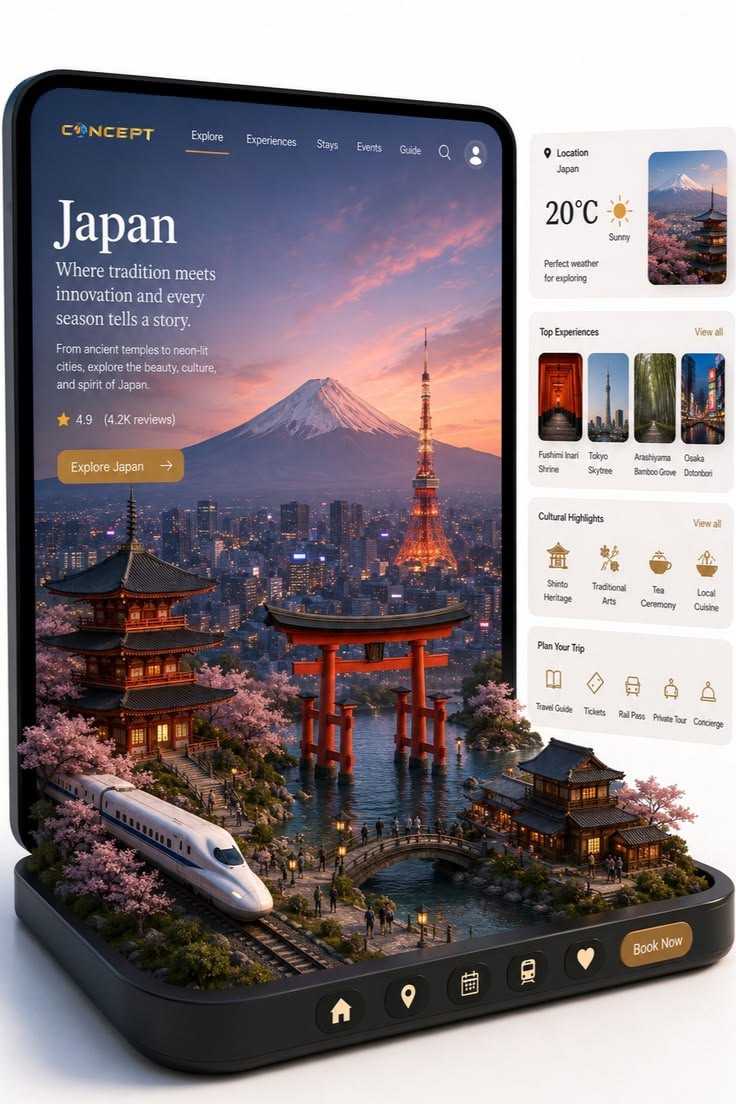 CONCEPT
Explore
Experiences
Stays
Events
Guide
Japan
Where tradition meets
innovation and every
season tells a story.
From ancient temples to neon-lit
cities, explore the beauty, culture,
and spirit of Japan.
4.9 (4.2K reviews)
Explore Japan →
Location
Japan
20°C
Sunny
Perfect weather
for exploring
Top Experiences
View all
Fushimi Inari
Shrine
Tokyo
Skytree
Arashiyama
Bamboo Grove
Osaka
Dotonbori
Cultural Highlights
View all
Shinto
Heritage
Traditional
Arts
Tea
Ceremony
Local
Cuisine
Plan Your Trip
Travel Guide
Tickets
Rail Pass
Private Tour
Concierge
Book Now